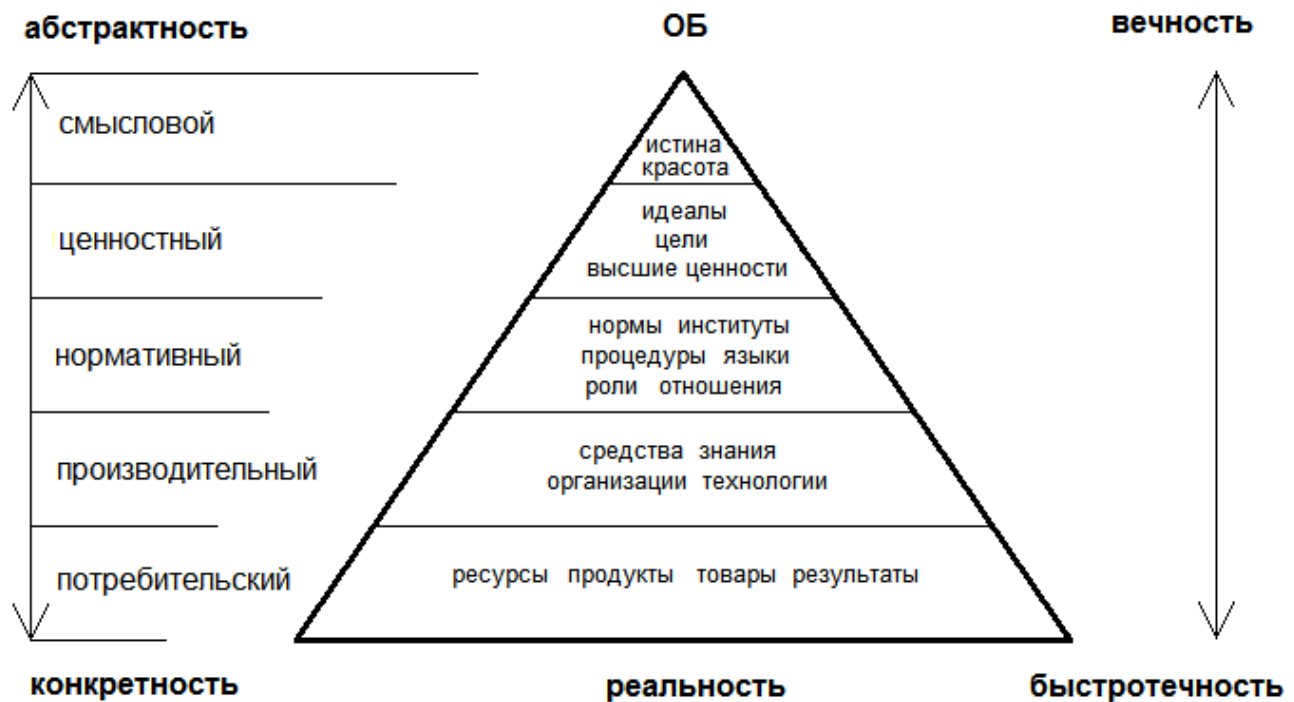 абстрактность ОБ вечность
смысловой
истина
красота
ценностный
идеалы
цели
высшие ценности
нормативный
нормы институты
процедуры языки
роли отношения
производительный
средства знания
организации технологии
потребительский
ресурсы продукты товары результаты
конкретность реальность быстротечность